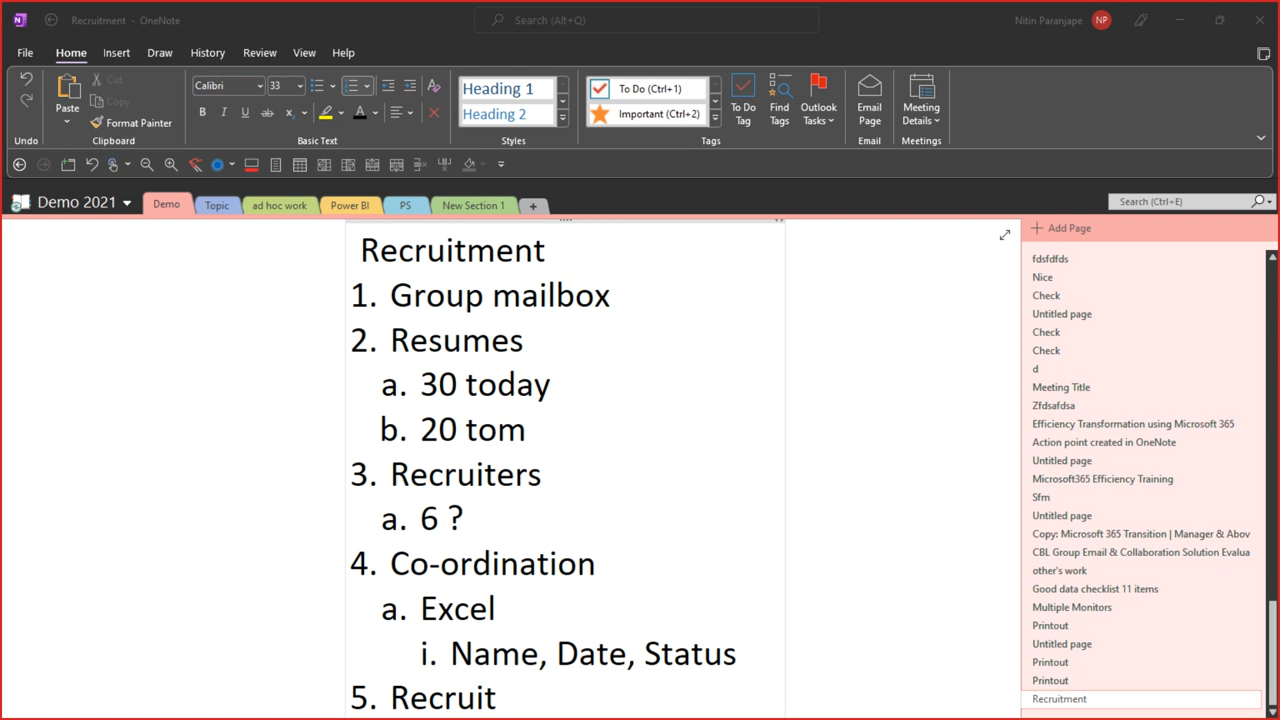 Recruitment - OneNote
Search (Alt+Q)
Nitin Paranjape NP
File Home Insert Draw History Review View Help
Paste
Cut
Copy
Format Painter
Calibri 33
B I U ab x
A
Heading 1
Heading 2
To Do (Ctrl+1)
Important (Ctrl+2)
To Do Tag
Find Tags
Outlook Tasks
Email Page
Meeting Details
Undo Clipboard Basic Text Styles Tags Email Meetings
Demo 2021 Demo Topic ad hoc work Power BI PS New Section 1 +
Search (Ctrl+E)
Recruitment
1. Group mailbox
2. Resumes
a. 30 today
b. 20 tom
3. Recruiters
a. 6 ?
4. Co-ordination
a. Excel
i. Name, Date, Status
5. Recruit
Add Page
fdsfdfds
Nice
Check
Untitled page
Check
Check
d
Meeting Title
Zfdsafdsa
Efficiency Transformation using Microsoft 365
Action point created in OneNote
Untitled page
Microsoft365 Efficiency Training
Sfm
Untitled page
Copy: Microsoft 365 Transition | Manager & Abov
CBL Group Email & Collaboration Solution Evalua
other's work
Good data checklist 11 items
Multiple Monitors
Printout
Untitled page
Printout
Printout
Recruitment